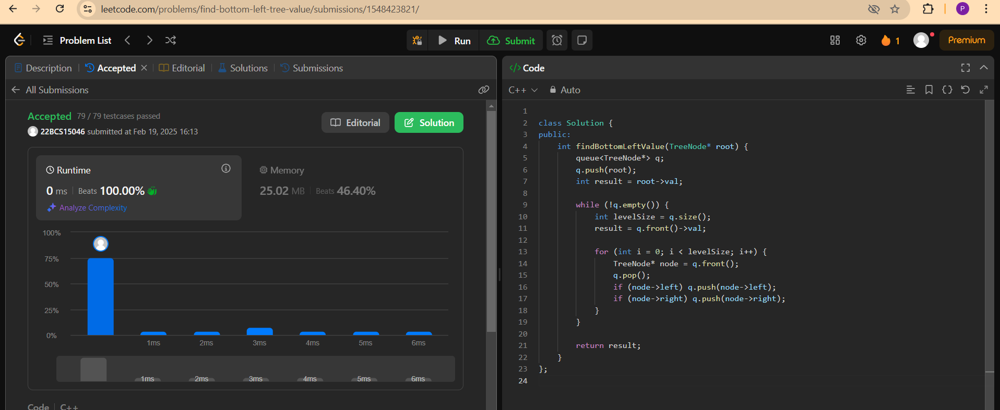 leetcode.com/problems/find-bottom-left-tree-value/submissions/1548423821/
P
Problem List
Run
Submit
1
Premium
Description
Accepted
Editorial
Solutions
Submissions
All Submissions
Accepted 79 / 79 testcases passed
22BCS15046 submitted at Feb 19, 2025 16:13
Editorial
Solution
Runtime
0 ms Beats 100.00%
Analyze Complexity
Memory
25.02 MB Beats 46.40%
100%
75%
50%
25%
0%
1ms 2ms 3ms 4ms 5ms 6ms
1ms 2ms 3ms 4ms 5ms 6ms
Code C++
</> Code
C++ Auto
1
2 class Solution {
3 public:
4 int findBottomLeftValue(TreeNode* root) {
5 queue<TreeNode*> q;
6 q.push(root);
7 int result = root->val;
8
9 while (!q.empty()) {
10 int levelSize = q.size();
11 result = q.front()->val;
12
13 for (int i = 0; i < levelSize; i++) {
14 TreeNode* node = q.front();
15 q.pop();
16 if (node->left) q.push(node->left);
17 if (node->right) q.push(node->right);
18 }
19 }
20
21 return result;
22 }
23 };
24